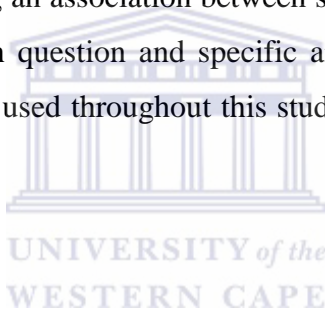 , an association between s
n question and specific a
used throughout this stud
UNIVERSITY of the
WESTERN CAPE